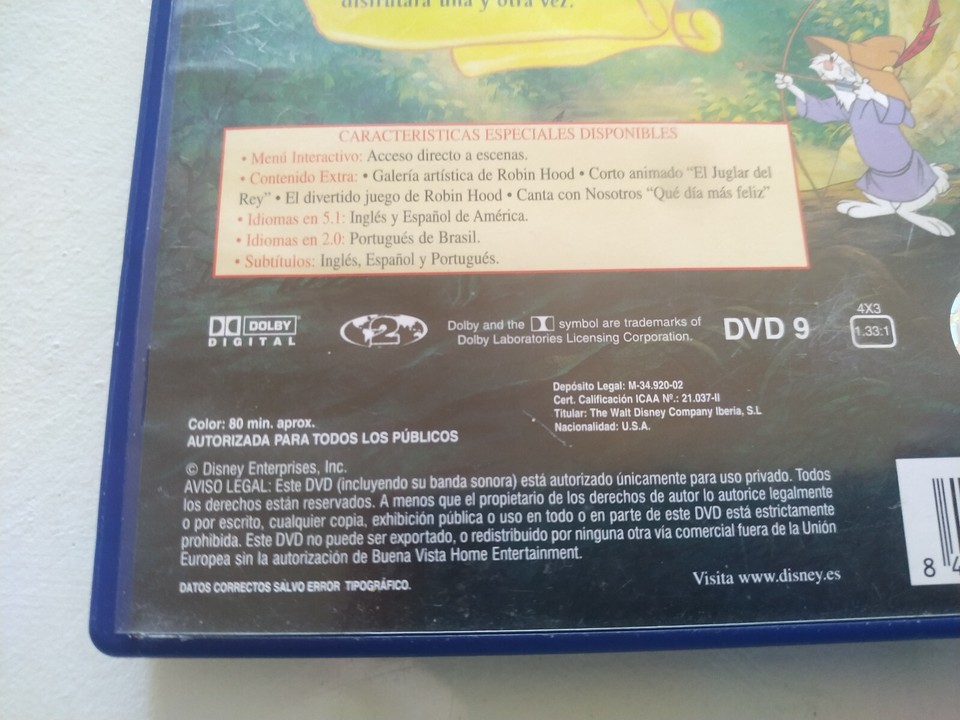 disfrutará una y otra vez.
CARACTERISTICAS ESPECIALES DISPONIBLES
• Menú Interactivo: Acceso directo a escenas.
• Contenido Extra: • Galería artística de Robin Hood • Corto animado “El Juglar del
Rey” • El divertido juego de Robin Hood • Canta con Nosotros “Qué día más feliz”
• Idiomas en 5.1: Inglés y Español de América.
• Idiomas en 2.0: Portugués de Brasil.
• Subtítulos: Inglés, Español y Portugués.
DOLBY
DIGITAL
2
Dolby and the symbol are trademarks of
Dolby Laboratories Licensing Corporation.
DVD 9
4X3
1.33:1
Depósito Legal: M-34.920-02
Cert. Calificación ICAA Nº.: 21.037-II
Titular: The Walt Disney Company Iberia, S.L
Nacionalidad: U.S.A.
Color: 80 min. aprox.
AUTORIZADA PARA TODOS LOS PÚBLICOS
© Disney Enterprises, Inc.
AVISO LEGAL: Este DVD (incluyendo su banda sonora) está autorizado únicamente para uso privado. Todos
los derechos están reservados. A menos que el propietario de los derechos de autor lo autorice legalmente
o por escrito, cualquier copia, exhibición pública o uso en todo o en parte de este DVD está estrictamente
prohibida. Este DVD no puede ser exportado, o redistribuido por ninguna otra vía comercial fuera de la Unión
Europea sin la autorización de Buena Vista Home Entertainment.
DATOS CORRECTOS SALVO ERROR TIPOGRÁFICO.
Visita www.disney.es
8